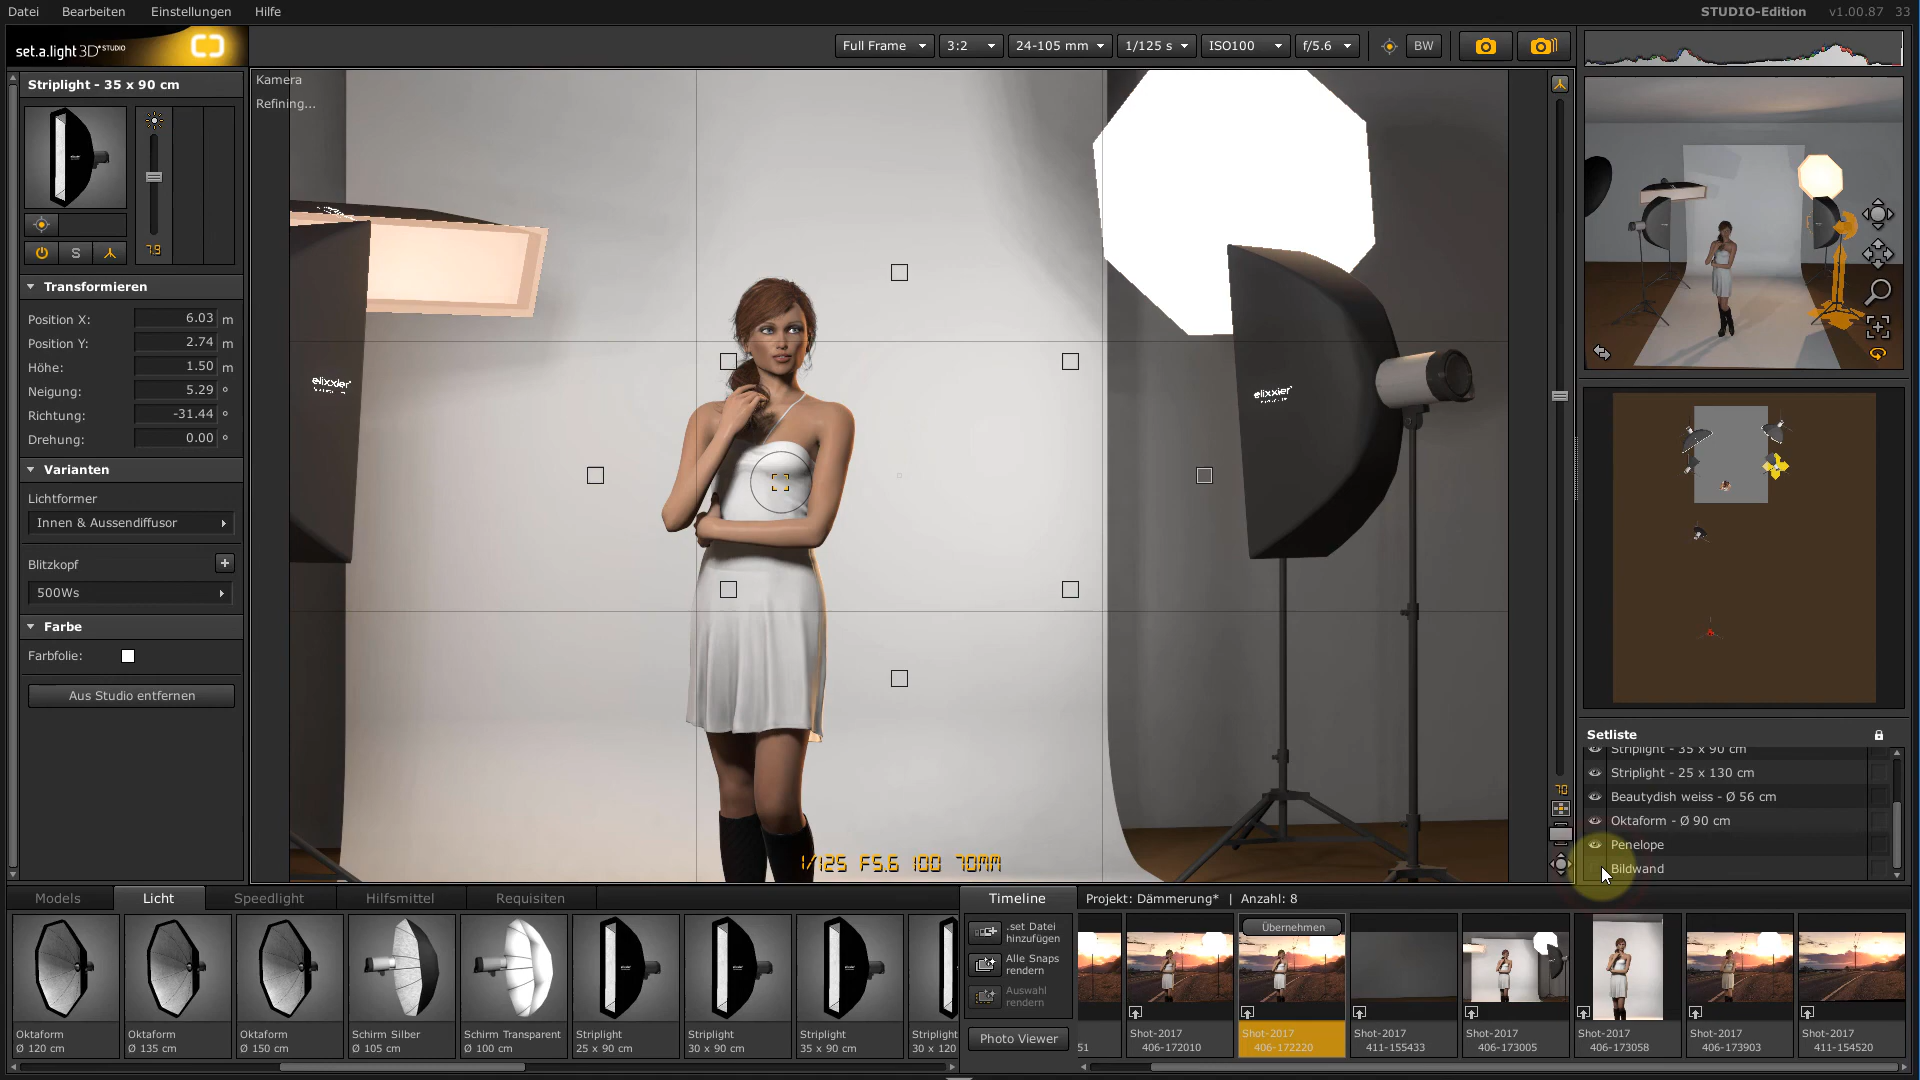 Datei Bearbeiten Einstellungen Hilfe STUDIO-Edition v1.00.87 33
set.a.light 3D STUDIO
Full Frame 3:2 24-105 mm 1/125 s ISO100 f/5.6 BW
Striplight - 35 x 90 cm
Kamera
Refining...
7.9
Transformieren
Position X: 6.03 m
Position Y: 2.74 m
Höhe: 1.50 m
Neigung: 5.29 °
Richtung: -31.44 °
Drehung: 0.00 °
Varianten
Lichtformer
Innen & Aussendiffusor
Blitzkopf +
500Ws
Farbe
Farbfolie:
Aus Studio entfernen
S
elixxier
elixxier
1/125 F5.6 100 70MM
70
Setliste
Striplight - 35 x 90 cm
Striplight - 25 x 130 cm
Beautydish weiss - Ø 56 cm
Oktaform - Ø 90 cm
Penelope
Bildwand
Models Licht Speedlight Hilfsmittel Requisiten
Oktaform
Ø 120 cm
Oktaform
Ø 135 cm
Oktaform
Ø 150 cm
Schirm Silber
Ø 105 cm
Schirm Transparent
Ø 100 cm
Striplight
25 x 90 cm
Striplight
30 x 90 cm
Striplight
35 x 90 cm
Striplight
30 x 120
Timeline Projekt: Dämmerung* | Anzahl: 8
.set Datei
hinzufügen
Alle Snaps
rendern
Auswahl
rendern
Photo Viewer
Übernehmen
51
Shot-2017
406-172010
Shot-2017
406-172220
Shot-2017
411-155433
Shot-2017
406-173005
Shot-2017
406-173058
Shot-2017
406-173903
Shot-2017
411-154520